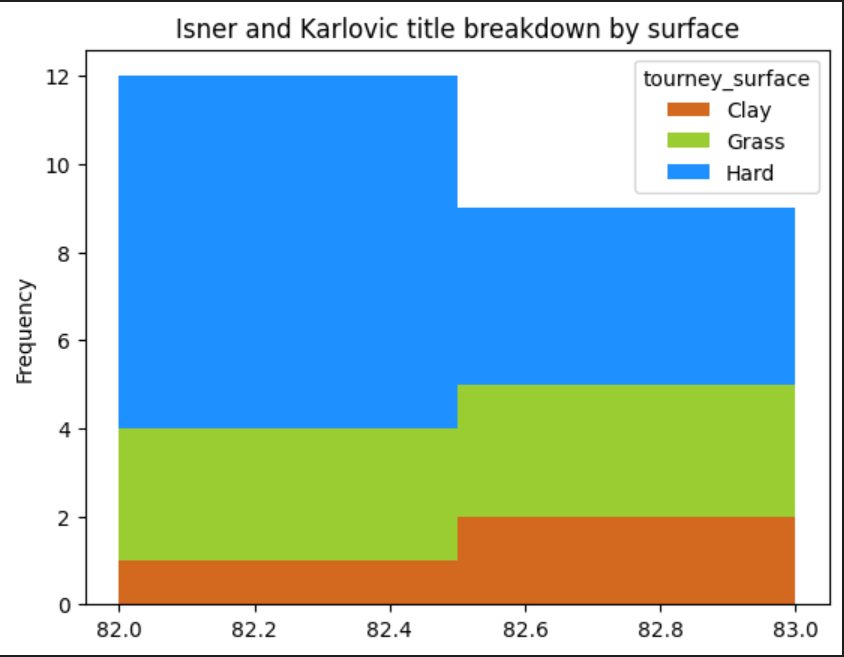 Isner and Karlovic title breakdown by surface
tourney_surface
Clay
Grass
Hard
Frequency
12
10
8
6
4
2
0
82.0 82.2 82.4 82.6 82.8 83.0